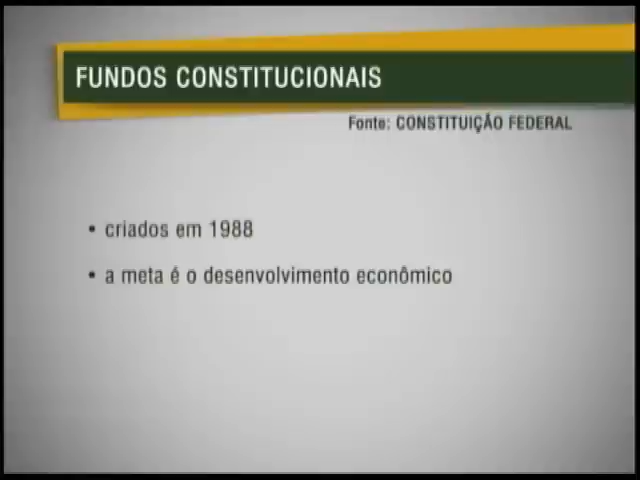 FUNDOS CONSTITUCIONAIS
Fonte: CONSTITUIÇÃO FEDERAL
• criados em 1988
• a meta é o desenvolvimento econômico